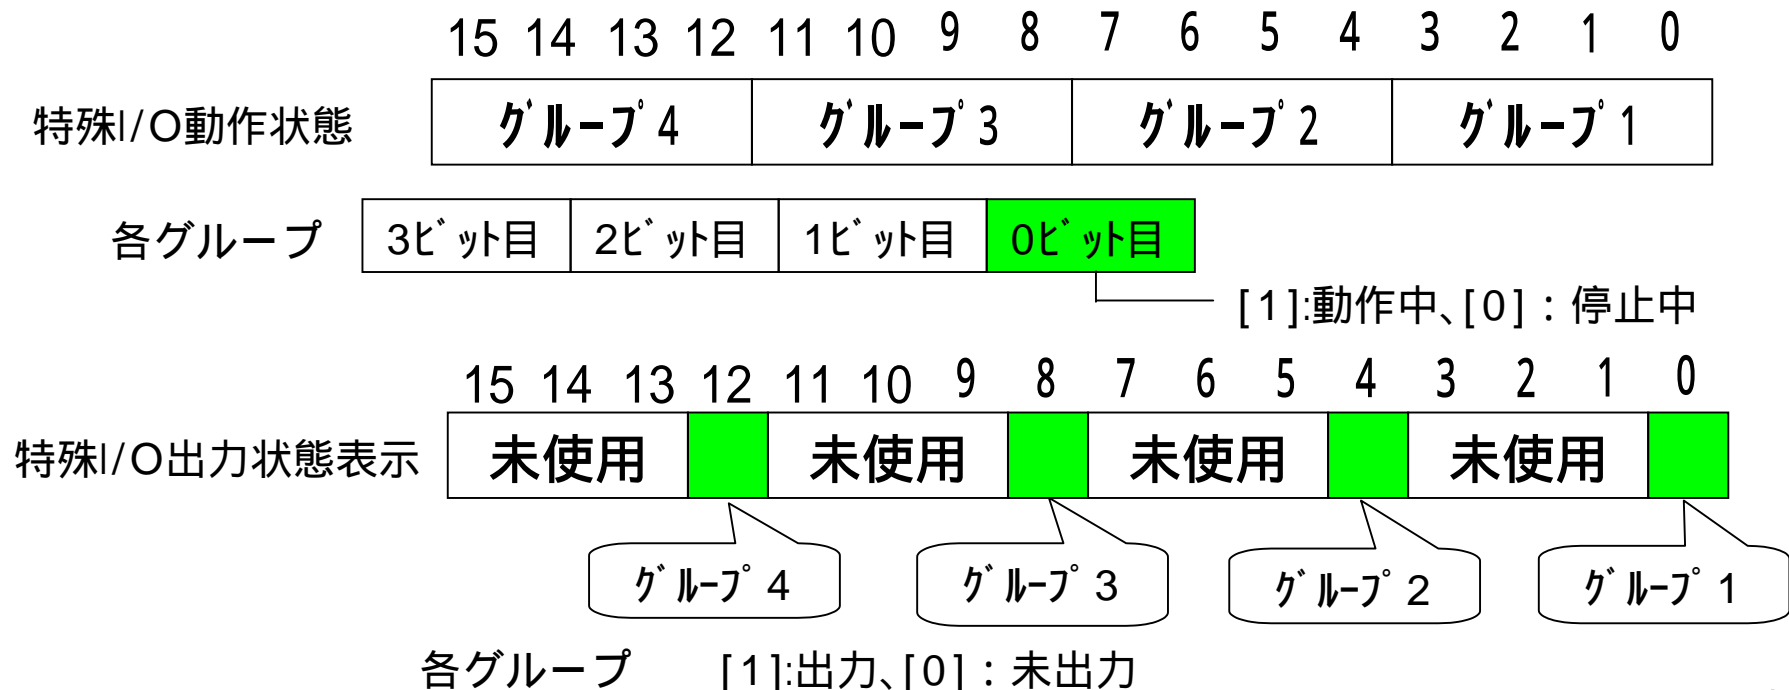 15 14 13 12 11 10 9 8 7 6 5 4 3 2 1 0
特殊I/O動作状態 グループ4 グループ3 グループ2 グループ1
各グループ 3ビット目 2ビット目 1ビット目 0ビット目
[1]:動作中、[0]：停止中
15 14 13 12 11 10 9 8 7 6 5 4 3 2 1 0
特殊I/O出力状態表示 未使用 未使用 未使用 未使用
グループ4 グループ3 グループ2 グループ1
各グループ [1]:出力、[0]：未出力